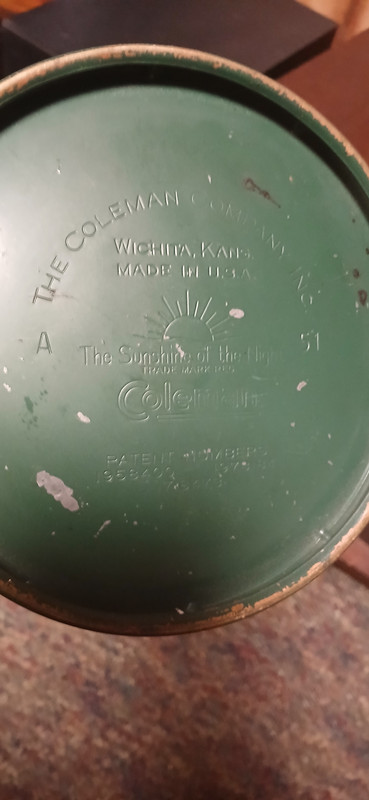 THE COLEMAN COMPANY, INC.
WICHITA, KANS.
MADE IN U.S.A.
A
51
The Sunshine of the
TRADE MARK REG.
Coleman
PATENT NUMBERS